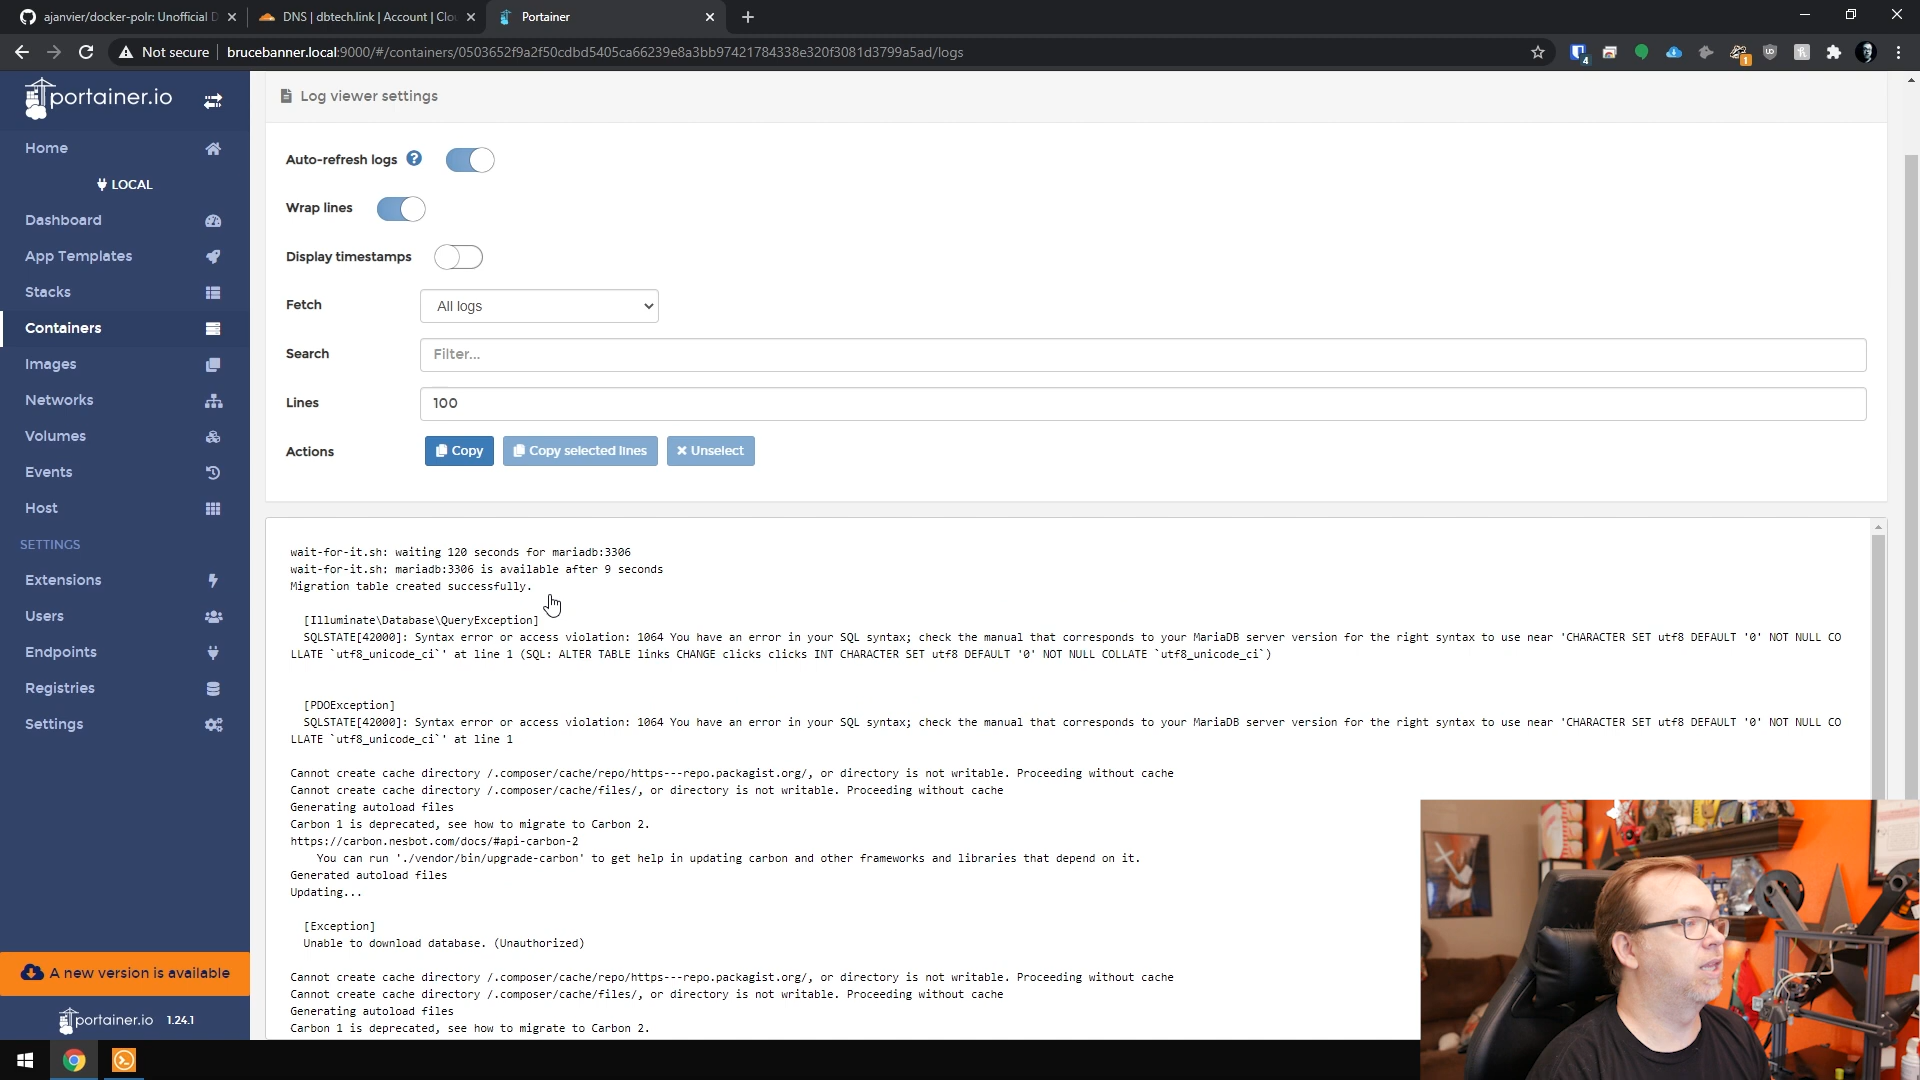 ajanvier/docker-polr: Unofficial D
DNS | dbtech.link | Account | Clou
Portainer
Not secure
brucebanner.local:9000/#/containers/0503652f9a2f50cdbd5405ca66239e8a3bb97421784338e320f3081d3799a5ad/logs
4
1
portainer.io
Log viewer settings
Home
LOCAL
Dashboard
App Templates
Stacks
Containers
Images
Networks
Volumes
Events
Host
SETTINGS
Extensions
Users
Endpoints
Registries
Settings
A new version is available
portainer.io 1.24.1
Auto-refresh logs ?
Wrap lines
Display timestamps
Fetch All logs
Search Filter...
Lines 100
Actions Copy Copy selected lines Unselect
wait-for-it.sh: waiting 120 seconds for mariadb:3306
wait-for-it.sh: mariadb:3306 is available after 9 seconds
Migration table created successfully.
[Illuminate\Database\QueryException]
SQLSTATE[42000]: Syntax error or access violation: 1064 You have an error in your SQL syntax; check the manual that corresponds to your MariaDB server version for the right syntax to use near 'CHARACTER SET utf8 DEFAULT '0' NOT NULL CO
LLATE `utf8_unicode_ci`' at line 1 (SQL: ALTER TABLE links CHANGE clicks clicks INT CHARACTER SET utf8 DEFAULT '0' NOT NULL COLLATE `utf8_unicode_ci`)
[PDOException]
SQLSTATE[42000]: Syntax error or access violation: 1064 You have an error in your SQL syntax; check the manual that corresponds to your MariaDB server version for the right syntax to use near 'CHARACTER SET utf8 DEFAULT '0' NOT NULL CO
LLATE `utf8_unicode_ci`' at line 1
Cannot create cache directory /.composer/cache/repo/https---repo.packagist.org/, or directory is not writable. Proceeding without cache
Cannot create cache directory /.composer/cache/files/, or directory is not writable. Proceeding without cache
Generating autoload files
Carbon 1 is deprecated, see how to migrate to Carbon 2.
https://carbon.nesbot.com/docs/#api-carbon-2
You can run './vendor/bin/upgrade-carbon' to get help in updating carbon and other frameworks and libraries that depend on it.
Generated autoload files
Updating...
[Exception]
Unable to download database. (Unauthorized)
Cannot create cache directory /.composer/cache/repo/https---repo.packagist.org/, or directory is not writable. Proceeding without cache
Cannot create cache directory /.composer/cache/files/, or directory is not writable. Proceeding without cache
Generating autoload files
Carbon 1 is deprecated, see how to migrate to Carbon 2.